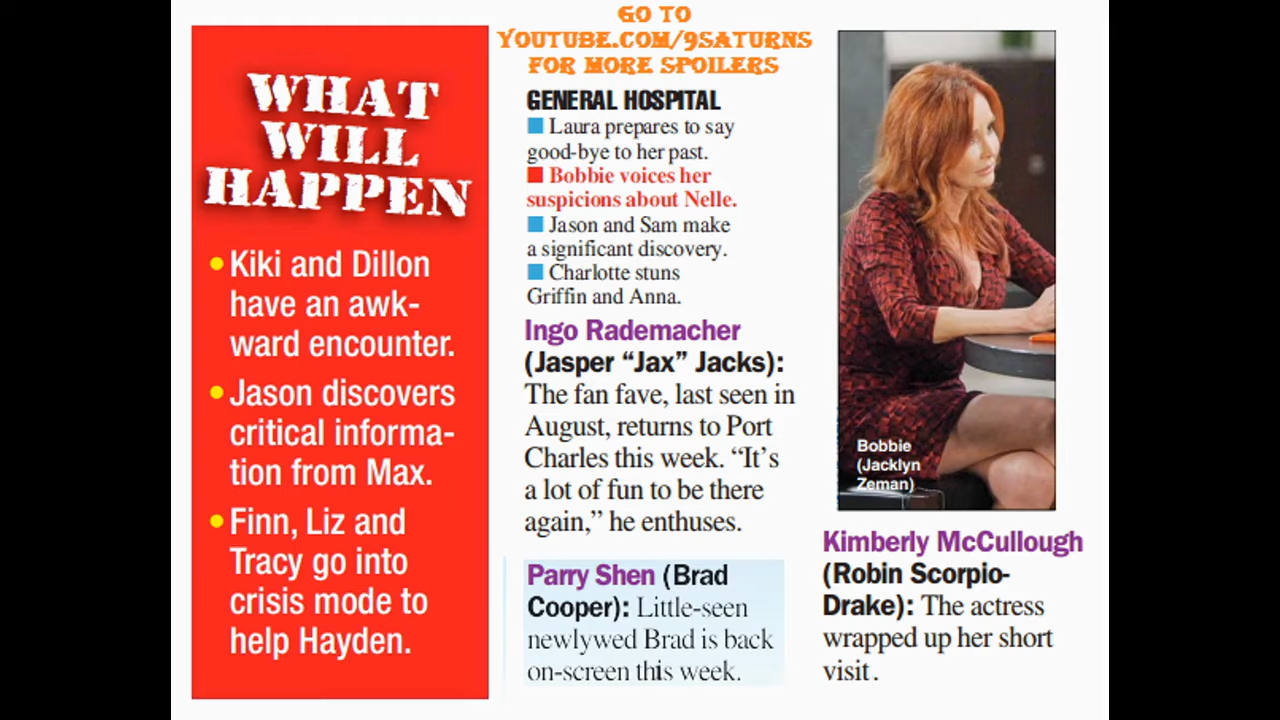 WHAT
WILL
HAPPEN
• Kiki and Dillon
have an awk-
ward encounter.
• Jason discovers
critical informa-
tion from Max.
• Finn, Liz and
Tracy go into
crisis mode to
help Hayden.
GO TO
YOUTUBE.COM/9SATURNS
FOR MORE SPOILERS
GENERAL HOSPITAL
■ Laura prepares to say
good-bye to her past.
■ Bobbie voices her
suspicions about Nelle.
■ Jason and Sam make
a significant discovery.
■ Charlotte stuns
Griffin and Anna.
Ingo Rademacher
(Jasper “Jax” Jacks):
The fan fave, last seen in
August, returns to Port
Charles this week. “It’s
a lot of fun to be there
again,” he enthuses.
Parry Shen (Brad
Cooper): Little-seen
newlywed Brad is back
on-screen this week.
Bobbie
(Jacklyn
Zeman)
Kimberly McCullough
(Robin Scorpio-
Drake): The actress
wrapped up her short
visit.